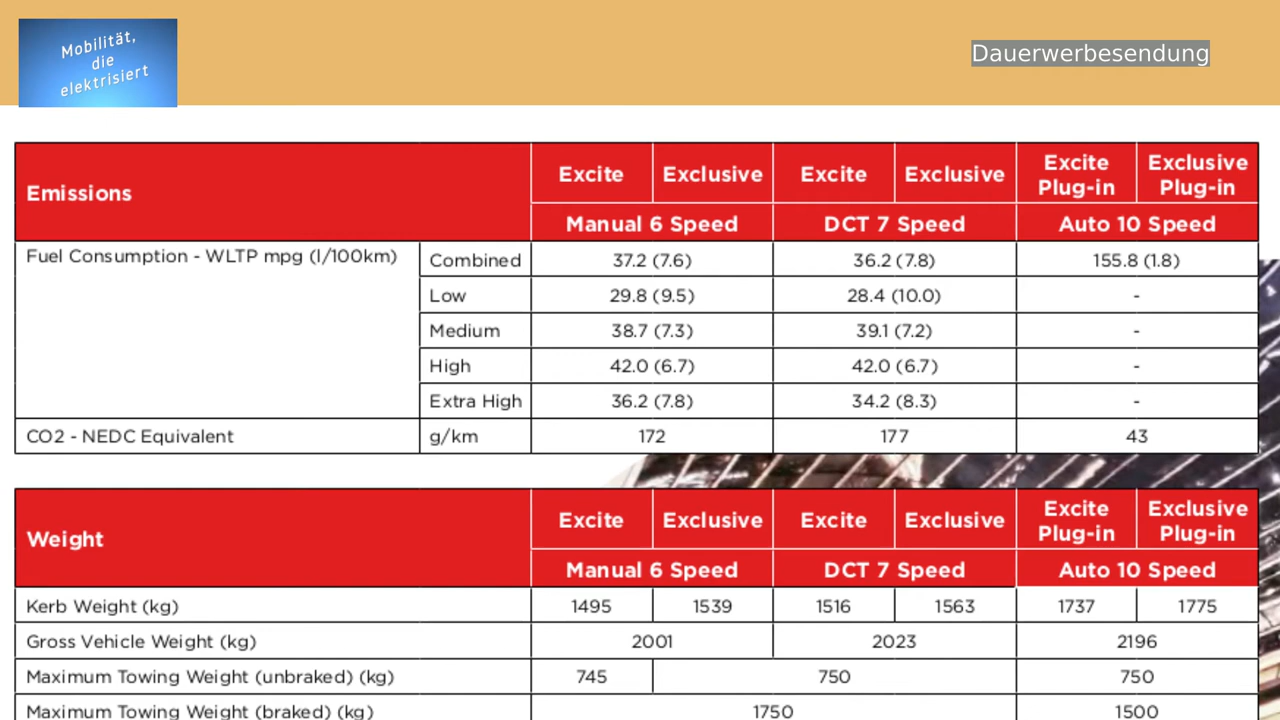 Mobilität,
die
elektrisiert
Dauerwerbesendung
Emissions
Excite Exclusive Excite Exclusive Excite Plug-in Exclusive Plug-in
Manual 6 Speed DCT 7 Speed Auto 10 Speed
Fuel Consumption - WLTP mpg (l/100km) Combined 37.2 (7.6) 36.2 (7.8) 155.8 (1.8)
Low 29.8 (9.5) 28.4 (10.0) -
Medium 38.7 (7.3) 39.1 (7.2) -
High 42.0 (6.7) 42.0 (6.7) -
Extra High 36.2 (7.8) 34.2 (8.3) -
CO2 - NEDC Equivalent g/km 172 177 43
Weight
Excite Exclusive Excite Exclusive Excite Plug-in Exclusive Plug-in
Manual 6 Speed DCT 7 Speed Auto 10 Speed
Kerb Weight (kg) 1495 1539 1516 1563 1737 1775
Gross Vehicle Weight (kg) 2001 2023 2196
Maximum Towing Weight (unbraked) (kg) 745 750 750
Maximum Towing Weight (braked) (kg) 1750 1500